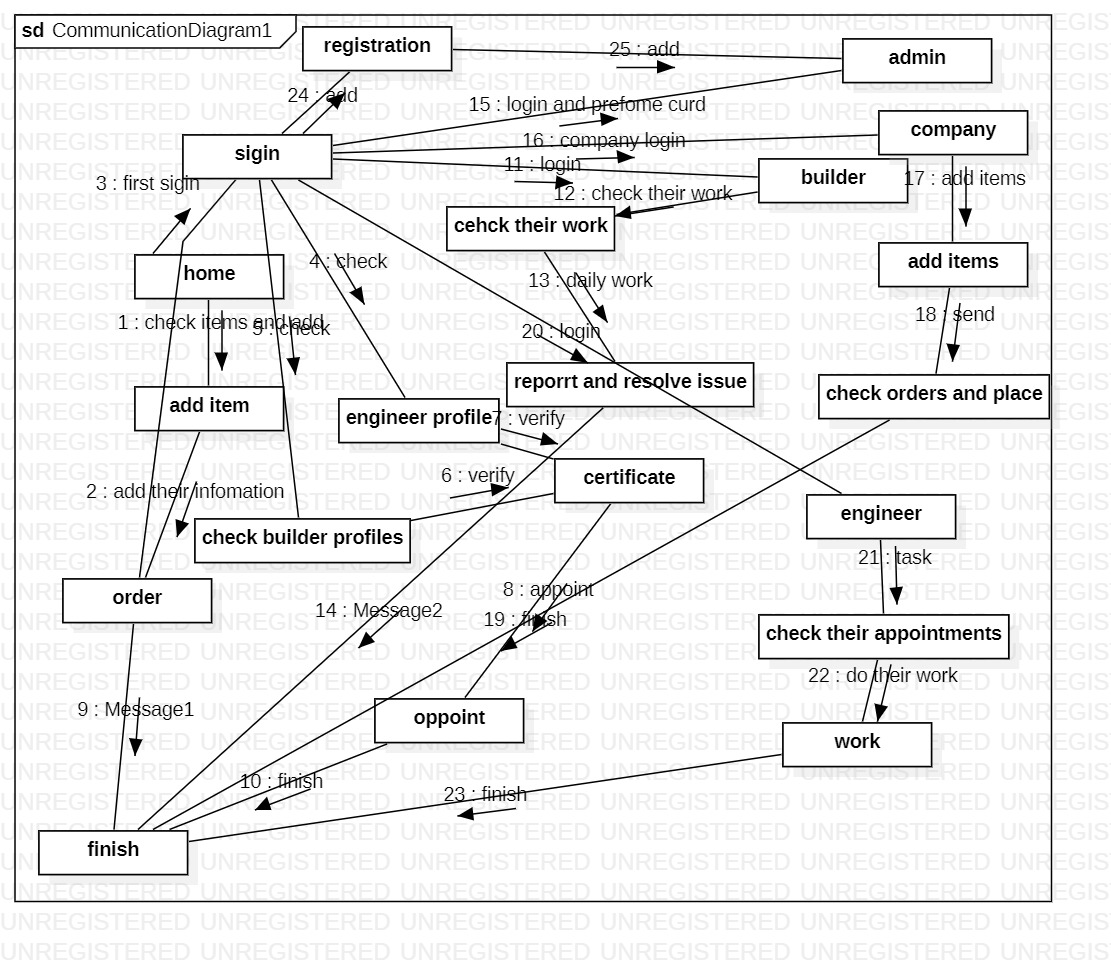 sd CommunicationDiagram1
registration
25 : add
admin
24 : add
15 : login and prefome curd
company
16 : company login
sigin
11 : login
builder
17 : add items
3 : first sigin
12 : check their work
cehck their work
home
4 : check
13 : daily work
add items
1 : check items end add
5 : check
20 : login
18 : send
reporrt and resolve issue
check orders and place
add item
engineer profile
7 : verify
6 : verify
certificate
2 : add their infomation
engineer
check builder profiles
21 : task
order
8 : appoint
14 : Message2
19 : finish
check their appointments
22 : do their work
9 : Message1
oppoint
work
10 : finish
23 : finish
finish
UNREGISTERED